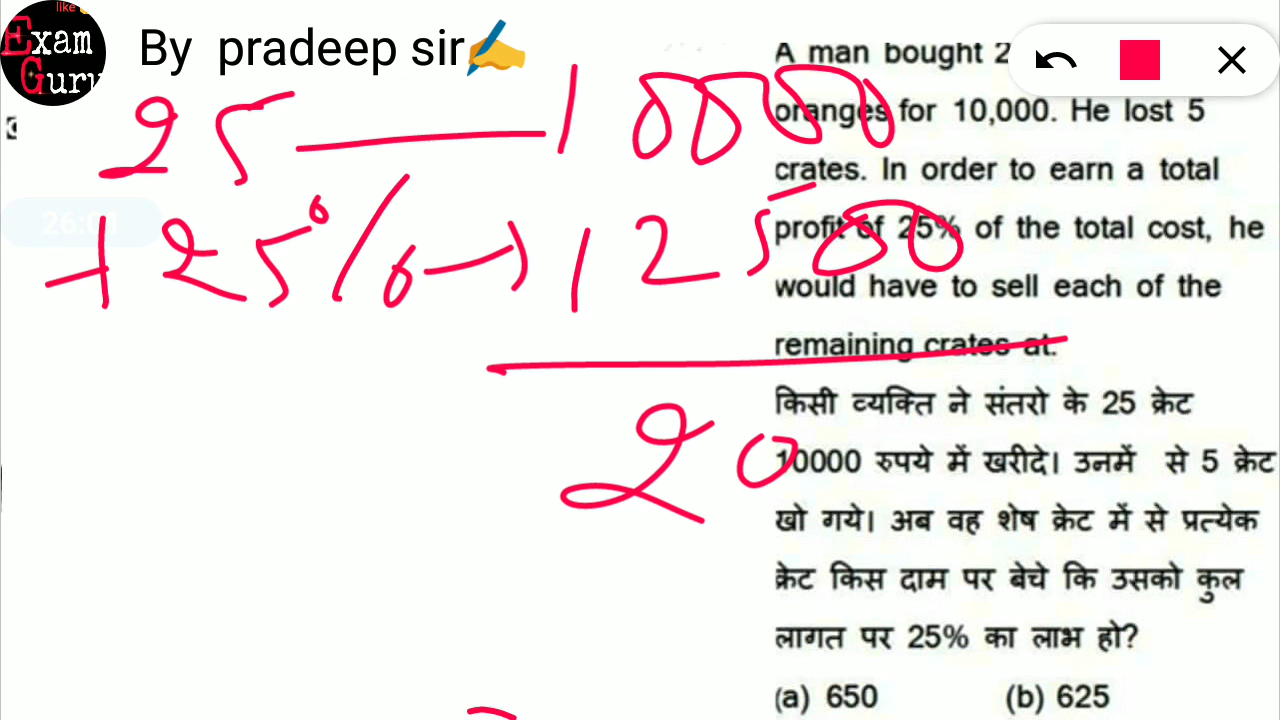 like
Exam
Guru
By pradeep sir✍️
25 — 10000
+25% → 12500
20
A man bought 2
oranges for 10,000. He lost 5
crates. In order to earn a total
profit of 25% of the total cost, he
would have to sell each of the
remaining crates at.
किसी व्यक्ति ने संतरो के 25 क्रेट
10000 रुपये में खरीदे। उनमें से 5 क्रेट
खो गये। अब वह शेष क्रेट में से प्रत्येक
क्रेट किस दाम पर बेचे कि उसको कुल
लागत पर 25% का लाभ हो?
(a) 650 (b) 625